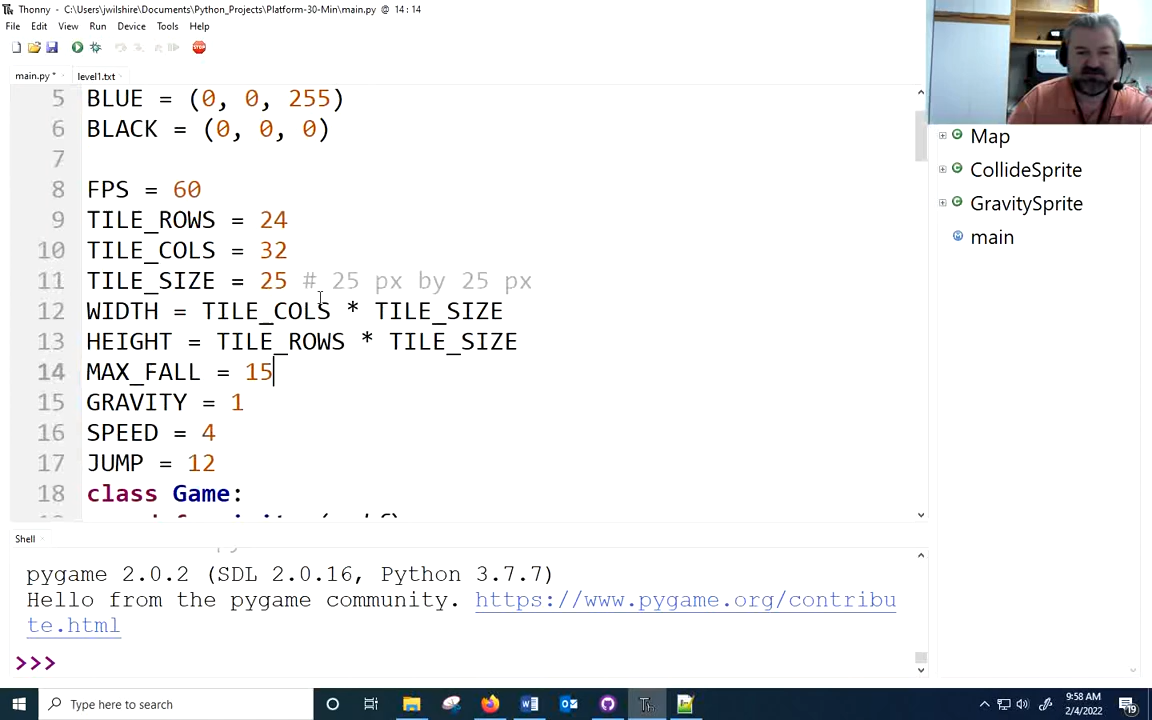 Thonny - C:\Users\jwilshire\Documents\Python_Projects\Platform-30-Min\main.py @ 14:14
File Edit View Run Device Tools Help
STOP
main.py * level1.txt
5 BLUE = (0, 0, 255)
6 BLACK = (0, 0, 0)
7
8 FPS = 60
9 TILE_ROWS = 24
10 TILE_COLS = 32
11 TILE_SIZE = 25 # 25 px by 25 px
12 WIDTH = TILE_COLS * TILE_SIZE
13 HEIGHT = TILE_ROWS * TILE_SIZE
14 MAX_FALL = 15
15 GRAVITY = 1
16 SPEED = 4
17 JUMP = 12
18 class Game:
Map
CollideSprite
GravitySprite
main
Shell
pygame 2.0.2 (SDL 2.0.16, Python 3.7.7)
Hello from the pygame community. https://www.pygame.org/contribu
te.html
>>>
Type here to search
9:58 AM
2/4/2022
19